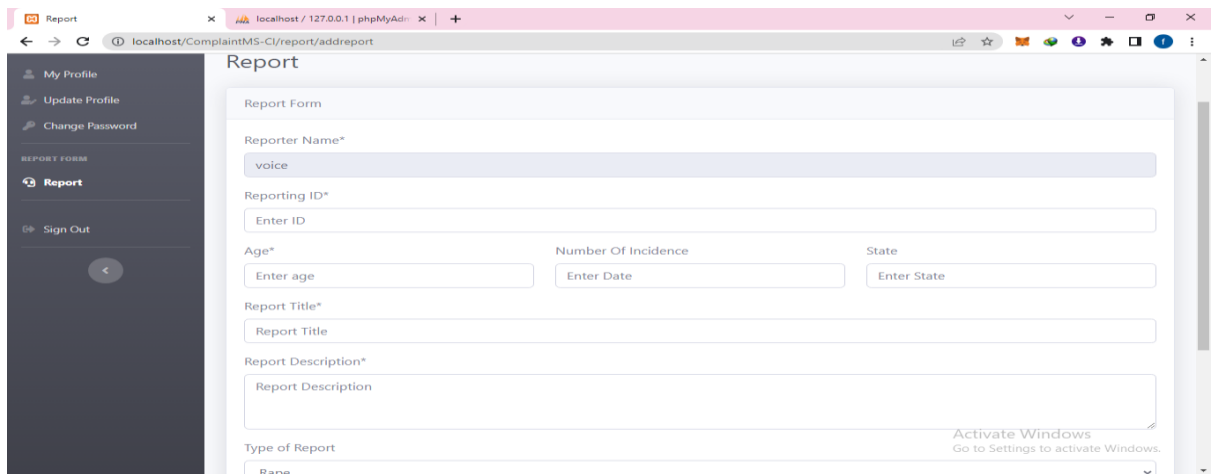 Report
localhost / 127.0.0.1 | phpMyAdn
localhost/ComplaintMS-CI/report/addreport
My Profile
Update Profile
Change Password
REPORT FORM
Report
Sign Out
Report
Report Form
Reporter Name*
voice
Reporting ID*
Enter ID
Age* Number Of Incidence State
Enter age Enter Date Enter State
Report Title*
Report Title
Report Description*
Report Description
Type of Report
Rape
Activate Windows
Go to Settings to activate Windows.